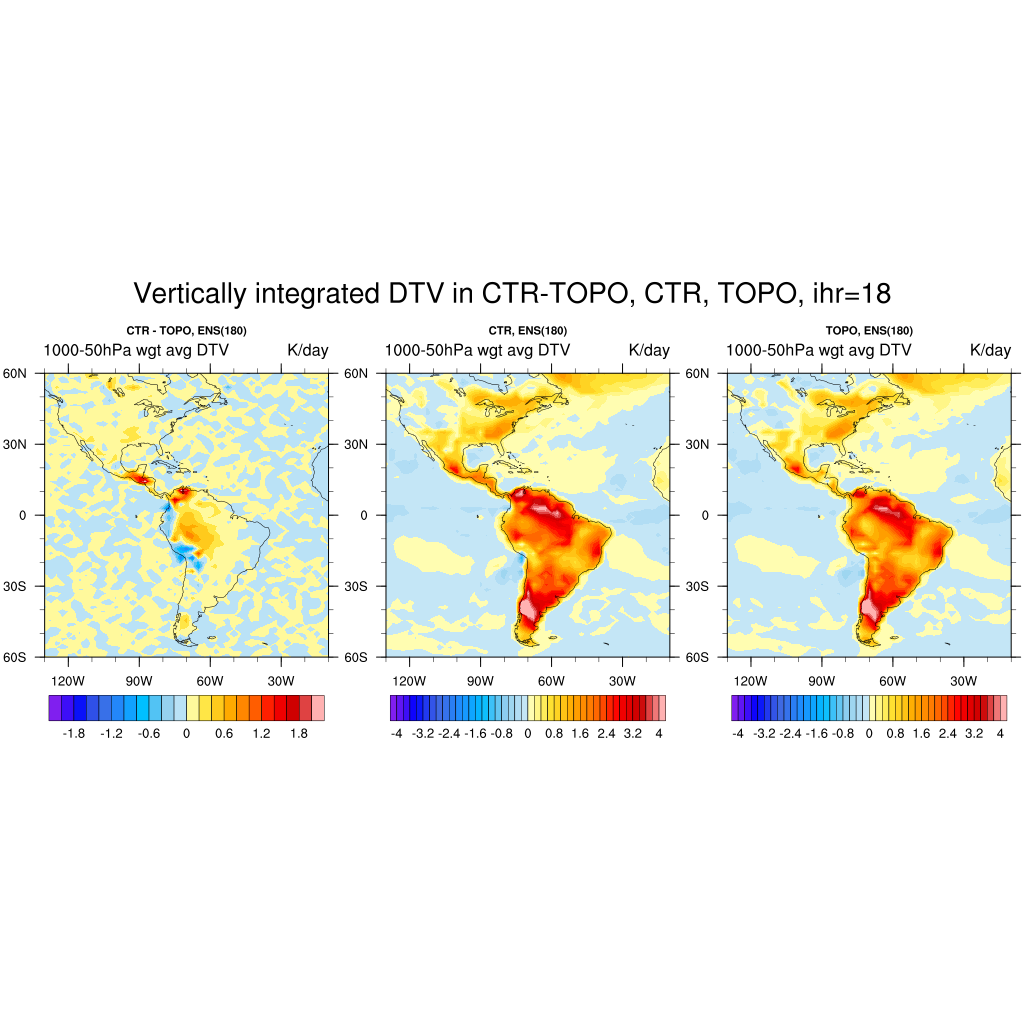 Vertically integrated DTV in CTR-TOPO, CTR, TOPO, ihr=18
CTR - TOPO, ENS(180)
1000-50hPa wgt avg DTV K/day
60N
30N
0
30S
60S
120W 90W 60W 30W
-1.8 -1.2 -0.6 0 0.6 1.2 1.8
CTR, ENS(180)
1000-50hPa wgt avg DTV K/day
60N
30N
0
30S
60S
120W 90W 60W 30W
-4 -3.2 -2.4 -1.6 -0.8 0 0.8 1.6 2.4 3.2 4
TOPO, ENS(180)
1000-50hPa wgt avg DTV K/day
60N
30N
0
30S
60S
120W 90W 60W 30W
-4 -3.2 -2.4 -1.6 -0.8 0 0.8 1.6 2.4 3.2 4